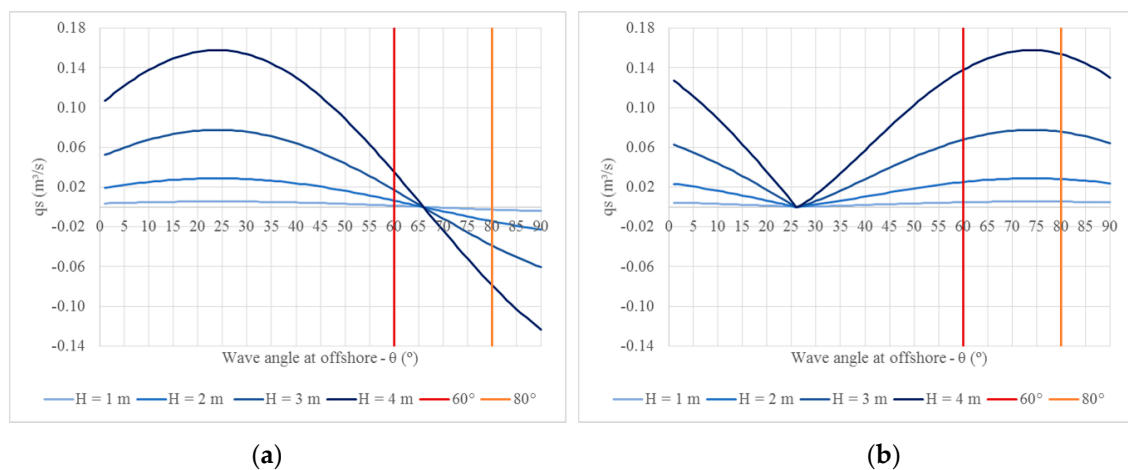 0.18
0.14
0.10
0.06
0.02
-0.02
-0.06
-0.10
-0.14
qs (m³/s)
0 5 10 15 20 25 30 35 40 45 50 55 60 65 70 75 80 85 90
Wave angle at offshore - θ (º)
H = 1 m H = 2 m H = 3 m H = 4 m 60° 80°
(a)
0.18
0.14
0.10
0.06
0.02
-0.02
-0.06
-0.10
-0.14
qs (m³/s)
0 5 10 15 20 25 30 35 40 45 50 55 60 65 70 75 80 85 90
Wave angle at offshore - θ (º)
H = 1 m H = 2 m H = 3 m H = 4 m 60° 80°
(b)